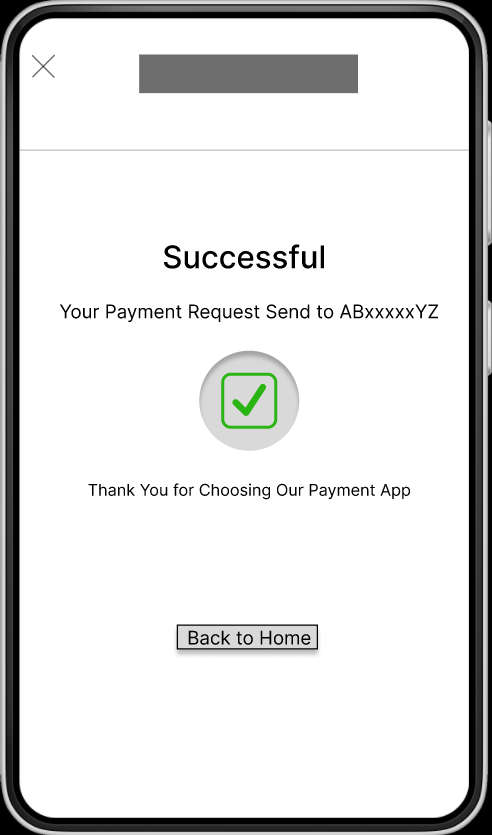 Successful
Your Payment Request Send to ABxxxxxYZ
Thank You for Choosing Our Payment App
Back to Home